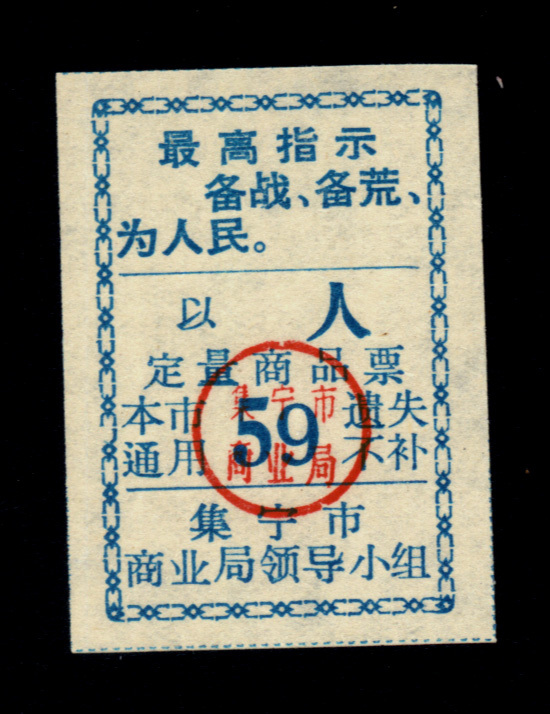 最离指示
备战、备荒、
为人民。
以 人
定量商品票
本市 遗失
通用 不补
59
集宁市
商业局
集宁市
商业局领导小组